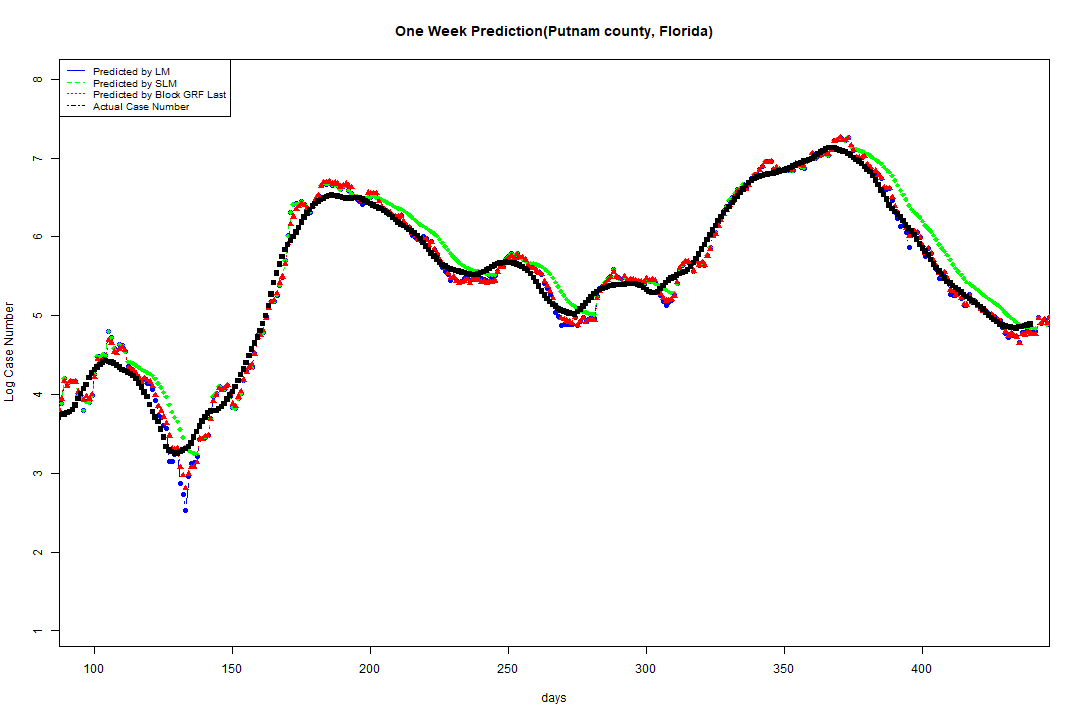 One Week Prediction(Putnam county, Florida)
Predicted by LM
Predicted by SLM
Predicted by Block GRF Last
Actual Case Number
8
7
6
5
4
3
2
1
Log Case Number
100 150 200 250 300 350 400
days